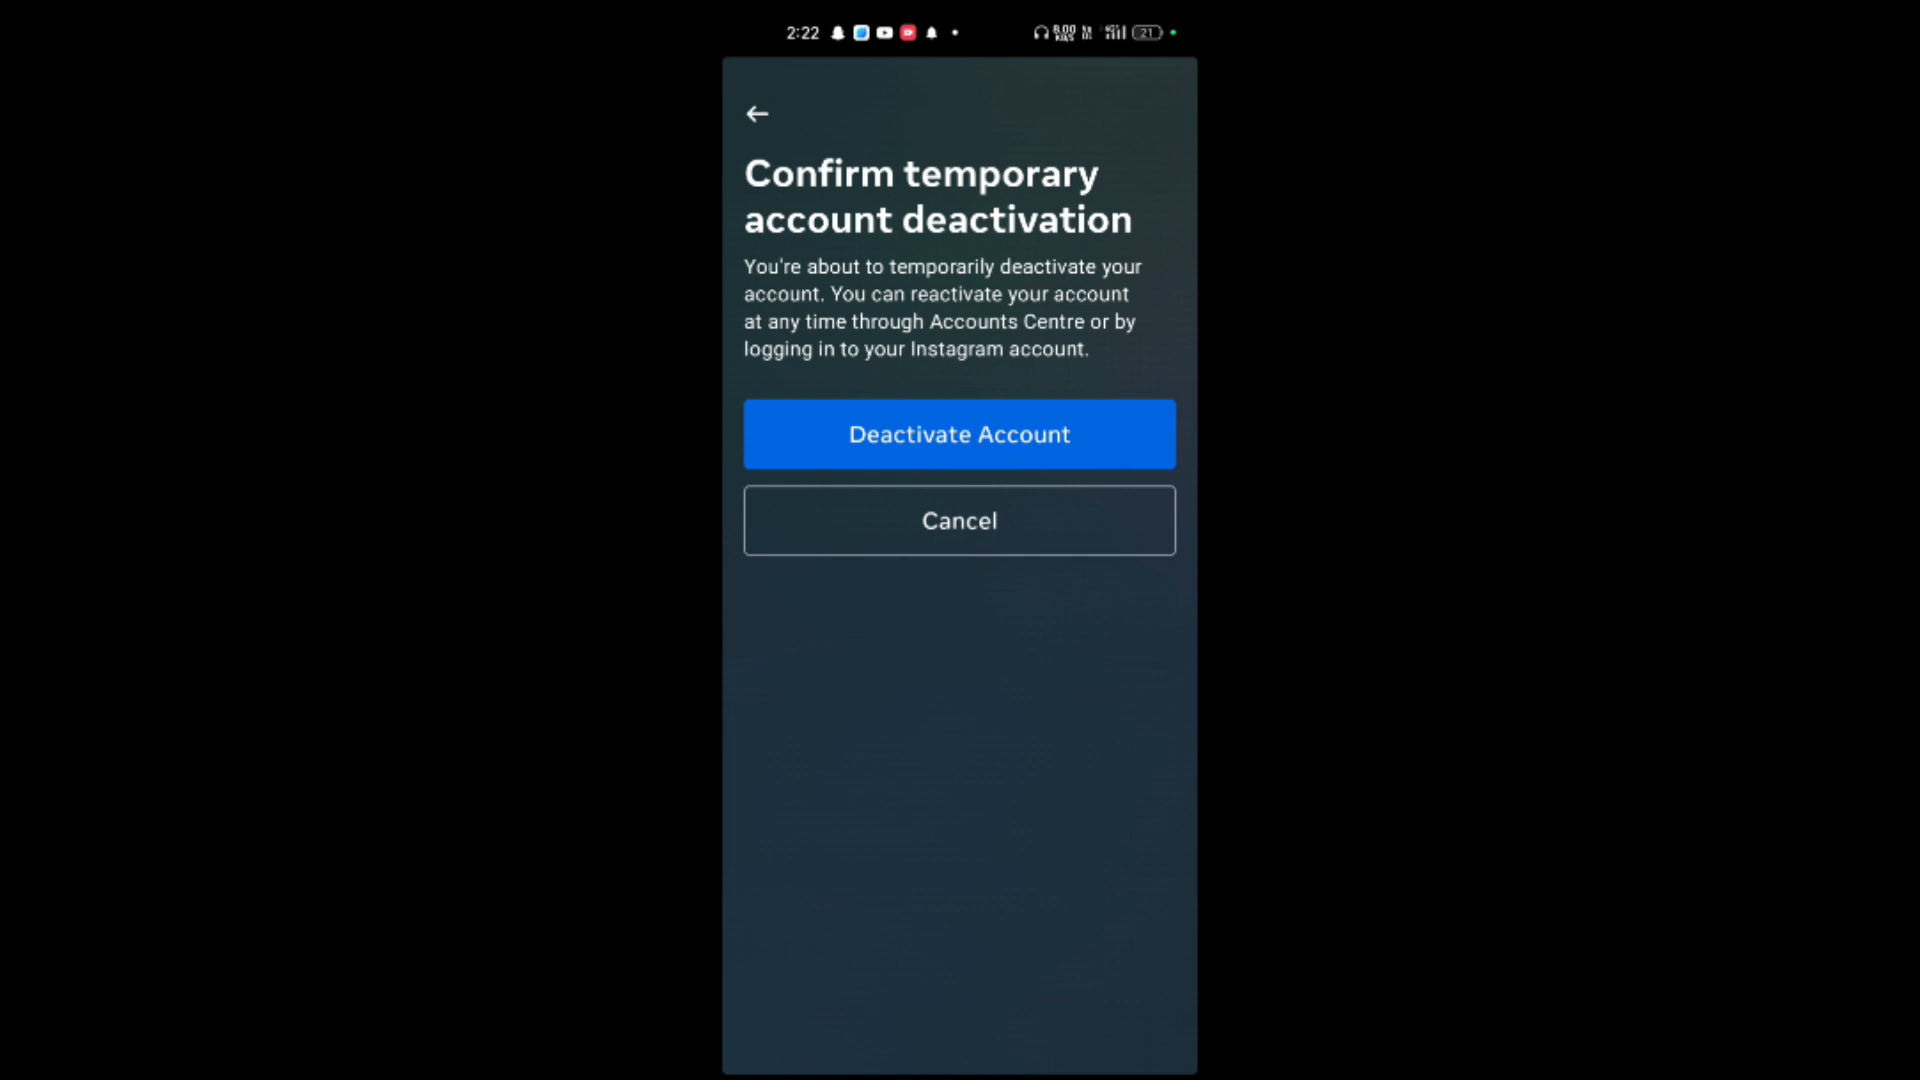 2:22 21
Confirm temporary
account deactivation
You're about to temporarily deactivate your
account. You can reactivate your account
at any time through Accounts Centre or by
logging in to your Instagram account.
Deactivate Account
Cancel